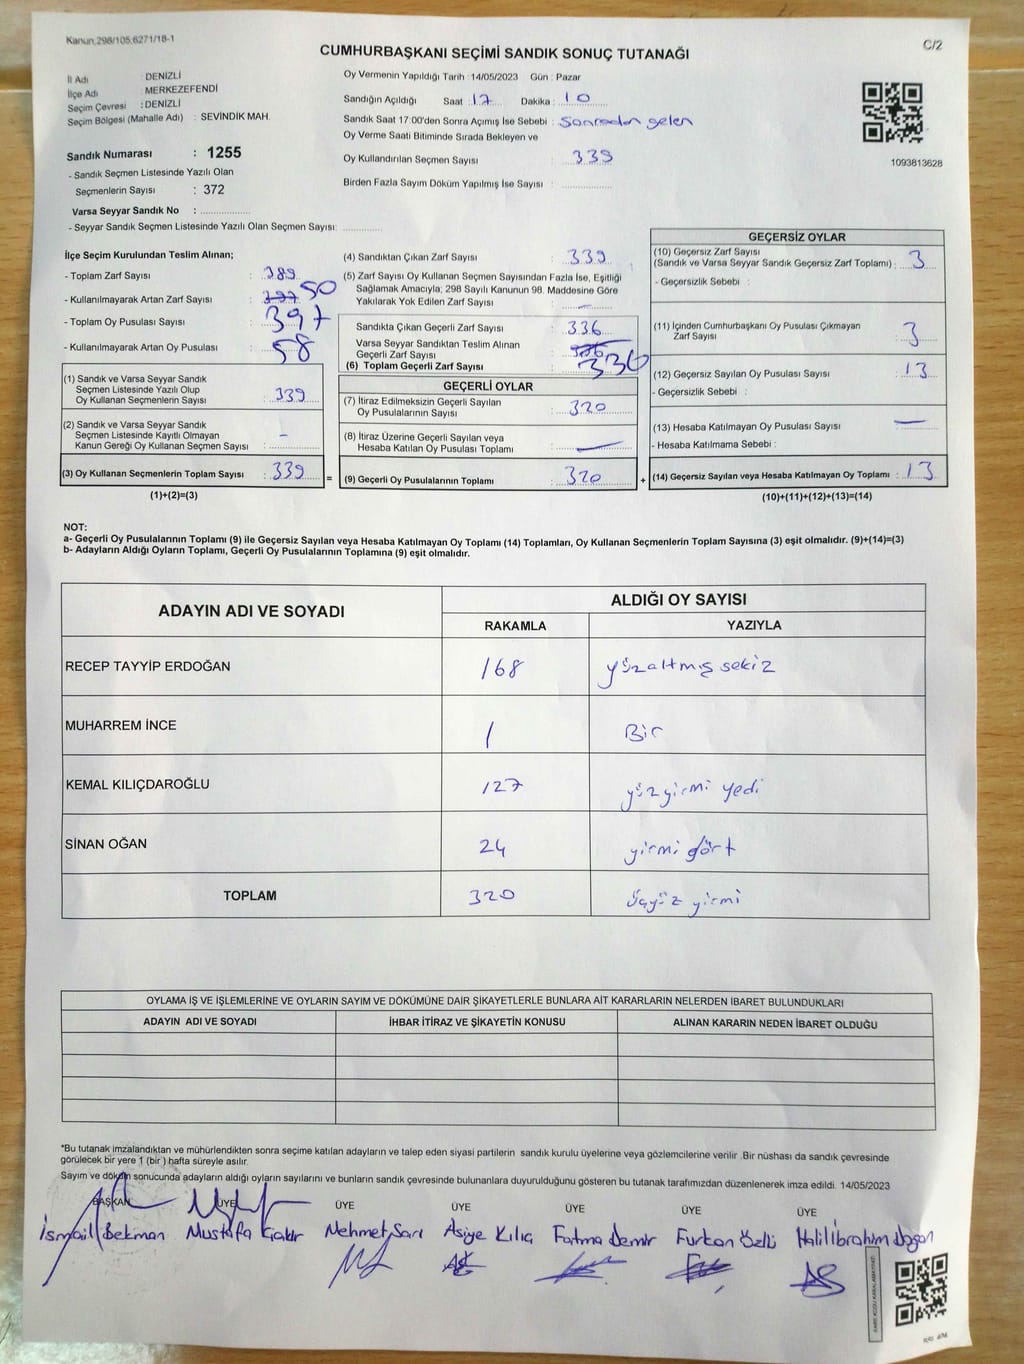 Kanun:298/105.6271/18-1
C/2
CUMHURBAŞKANI SEÇİMİ SANDIK SONUÇ TUTANAĞI
İl Adı : DENİZLİ
İlçe Adı : MERKEZEFENDİ
Seçim Çevresi : DENİZLİ
Seçim Bölgesi (Mahalle Adı) : SEVİNDİK MAH.
Sandık Numarası : 1255
- Sandık Seçmen Listesinde Yazılı Olan
Seçmenlerin Sayısı : 372
Varsa Seyyar Sandık No :
- Seyyar Sandık Seçmen Listesinde Yazılı Olan Seçmen Sayısı:
Oy Vermenin Yapıldığı Tarih :14/05/2023 Gün : Pazar
Sandığın Açıldığı Saat : 17 Dakika : 10
Sandık Saat 17:00'den Sonra Açımış İse Sebebi : Sonradan gelen
Oy Verme Saati Bitiminde Sırada Bekleyen ve
Oy Kullandırılan Seçmen Sayısı : 339
Birden Fazla Sayım Döküm Yapılmış İse Sayısı :
1093813628
İlçe Seçim Kurulundan Teslim Alınan;
- Toplam Zarf Sayısı : 389
- Kullanılmayarak Artan Zarf Sayısı : 50
- Toplam Oy Pusulası Sayısı : 397
- Kullanılmayarak Artan Oy Pusulası : 58
(1) Sandık ve Varsa Seyyar Sandık
Seçmen Listesinde Yazılı Olup
Oy Kullanan Seçmenlerin Sayısı : 339
(2) Sandık ve Varsa Seyyar Sandık
Seçmen Listesinde Kayıtlı Olmayan
Kanun Gereği Oy Kullanan Seçmen Sayısı : -
(3) Oy Kullanan Seçmenlerin Toplam Sayısı : 339
(1)+(2)=(3)
(4) Sandıktan Çıkan Zarf Sayısı : 339
(5) Zarf Sayısı Oy Kullanan Seçmen Sayısından Fazla İse, Eşitliği
Sağlamak Amacıyla; 298 Sayılı Kanunun 98. Maddesine Göre
Yakılarak Yok Edilen Zarf Sayısı : —
Sandıkta Çıkan Geçerli Zarf Sayısı : 336
Varsa Seyyar Sandıktan Teslim Alınan
Geçerli Zarf Sayısı :
(6) Toplam Geçerli Zarf Sayısı : 336
GEÇERLİ OYLAR
(7) İtiraz Edilmeksizin Geçerli Sayılan
Oy Pusulalarının Sayısı : 320
(8) İtiraz Üzerine Geçerli Sayılan veya
Hesaba Katılan Oy Pusulası Toplamı : —
= (9) Geçerli Oy Pusulalarının Toplamı : 320
GEÇERSİZ OYLAR
(10) Geçersiz Zarf Sayısı
(Sandık ve Varsa Seyyar Sandık Geçersiz Zarf Toplamı) : 3
- Geçersizlik Sebebi :
(11) İçinden Cumhurbaşkanı Oy Pusulası Çıkmayan
Zarf Sayısı : 3
(12) Geçersiz Sayılan Oy Pusulası Sayısı : 13
- Geçersizlik Sebebi :
(13) Hesaba Katılmayan Oy Pusulası Sayısı : —
- Hesaba Katılmama Sebebi :
+ (14) Geçersiz Sayılan veya Hesaba Katılmayan Oy Toplamı : 13
(10)+(11)+(12)+(13)=(14)
NOT:
a- Geçerli Oy Pusulalarının Toplamı (9) ile Geçersiz Sayılan veya Hesaba Katılmayan Oy Toplamı (14) Toplamları, Oy Kullanan Seçmenlerin Toplam Sayısına (3) eşit olmalıdır. (9)+(14)=(3)
b- Adayların Aldığı Oyların Toplamı, Geçerli Oy Pusulalarının Toplamına (9) eşit olmalıdır.
ADAYIN ADI VE SOYADI ALDIĞI OY SAYISI
RAKAMLA YAZIYLA
RECEP TAYYİP ERDOĞAN 168 yüzaltmış sekiz
MUHARREM İNCE 1 Bir
KEMAL KILIÇDAROĞLU 127 yüzyirmi yedi
SİNAN OĞAN 24 yirmi dört
TOPLAM 320 üçyüz yirmi
OYLAMA İŞ VE İŞLEMLERİNE VE OYLARIN SAYIM VE DÖKÜMÜNE DAİR ŞİKAYETLERLE BUNLARA AİT KARARLARIN NELERDEN İBARET BULUNDUKLARI
ADAYIN ADI VE SOYADI İHBAR İTİRAZ VE ŞİKAYETİN KONUSU ALINAN KARARIN NEDEN İBARET OLDUĞU
*Bu tutanak imzalandıktan ve mühürlendikten sonra seçime katılan adayların ve talep eden siyasi partilerin sandık kurulu üyelerine veya gözlemcilerine verilir .Bir nüshası da sandık çevresinde
görülecek bir yere 1 (bir ) hafta süreyle asılır.
Sayım ve döküm sonucunda adayların aldığı oyların sayılarını ve bunların sandık çevresinde bulunanlara duyurulduğunu gösteren bu tutanak tarafımızdan düzenlenerek imza edildi. 14/05/2023
BAŞKAN ÜYE ÜYE ÜYE ÜYE ÜYE ÜYE
İsmail Bekman Mustafa Çakır Mehmet Sarı Asiye Kılıç Fatma Demir Furkan Özlü Halil İbrahim Doğan